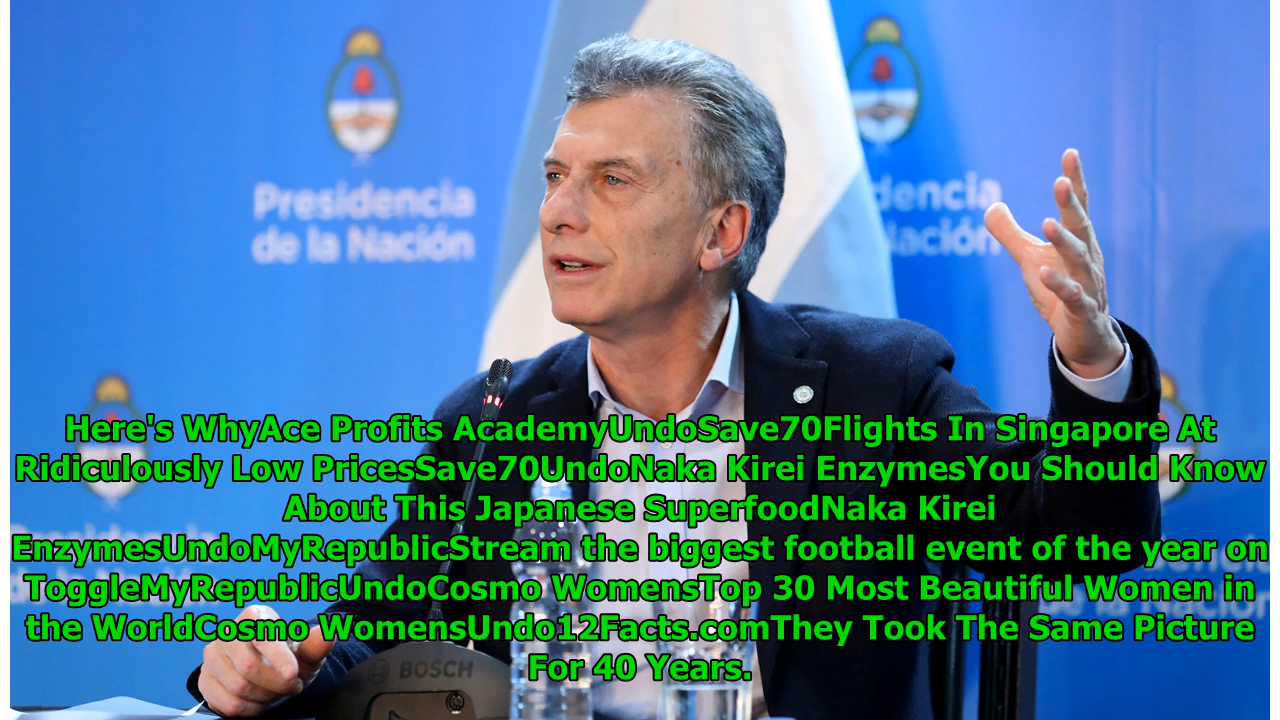 Presidencia
de la Nación
dencia
lación
Here's WhyAce Profits AcademyUndoSave70Flights In Singapore At
Ridiculously Low PricesSave70UndoNaka Kirei EnzymesYou Should Know
About This Japanese SuperfoodNaka Kirei
EnzymesUndoMyRepublicStream the biggest football event of the year on
ToggleMyRepublicUndoCosmo WomensTop 30 Most Beautiful Women in
the WorldCosmo WomensUndo12Facts.comThey Took The Same Picture
For 40 Years.
BOSCH